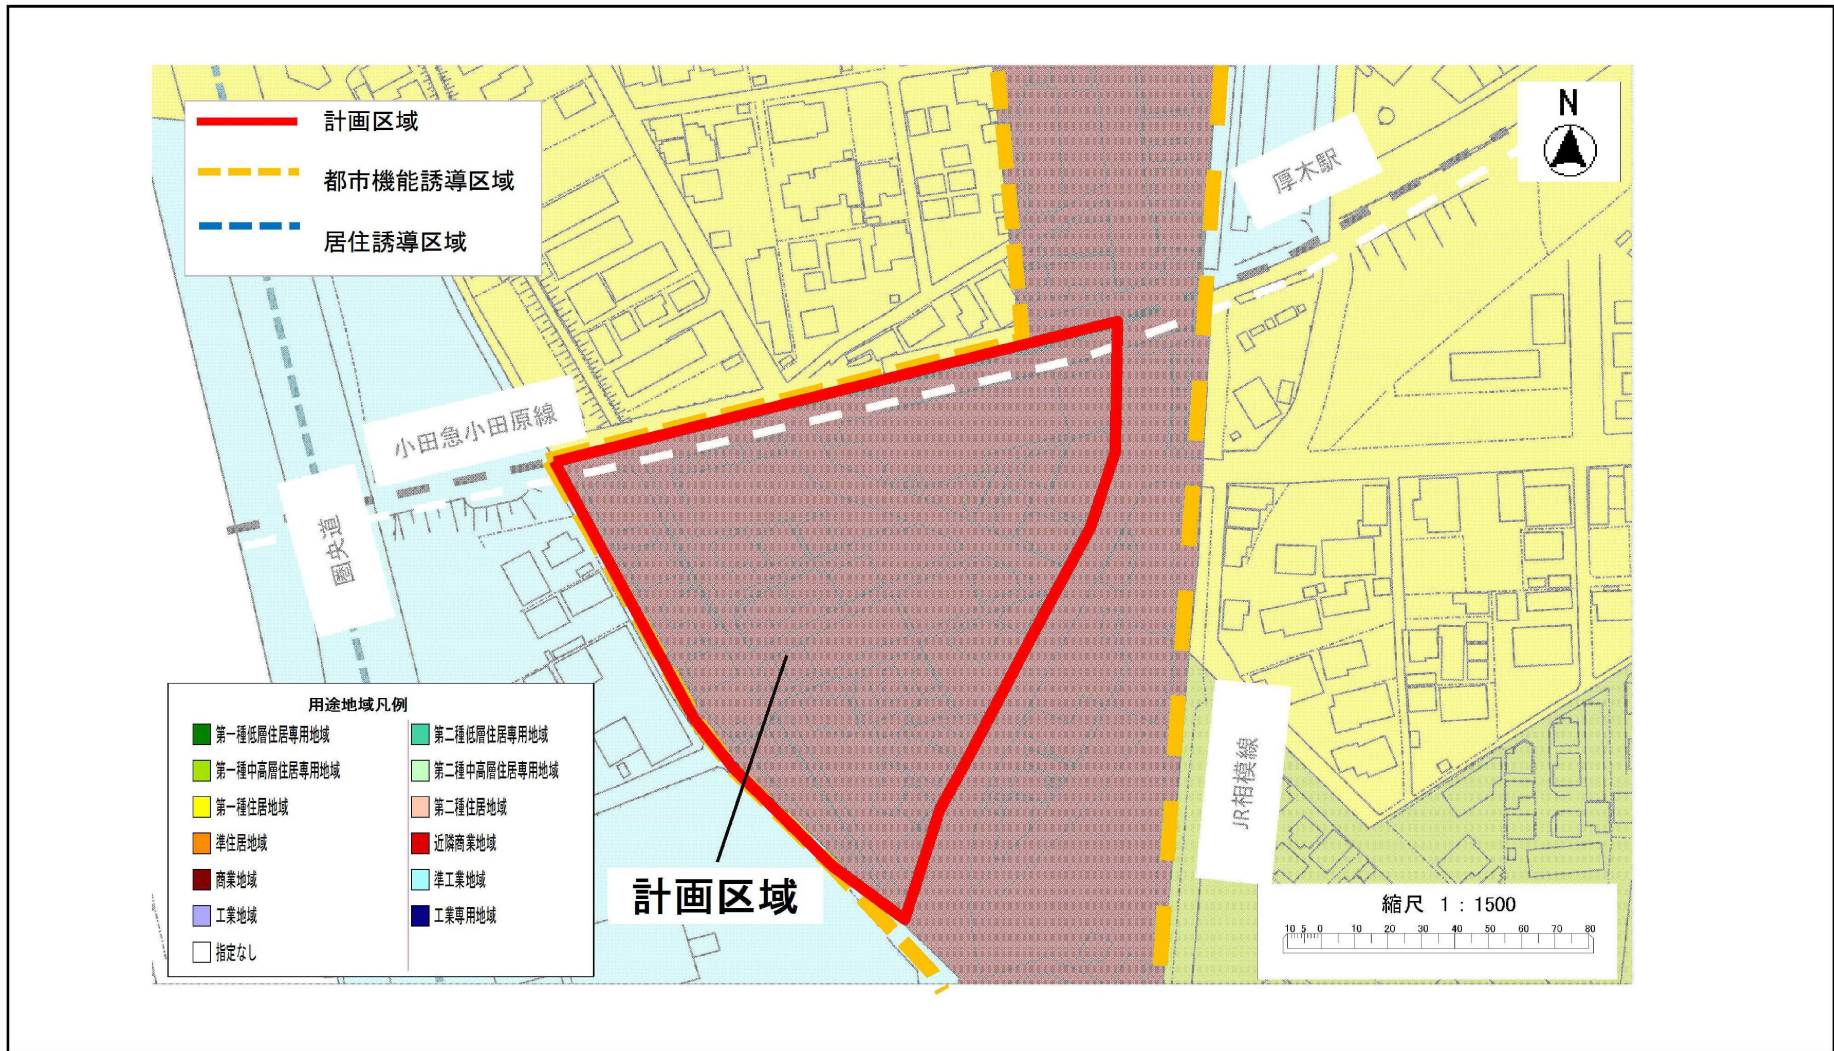 計画区域
都市機能誘導区域
居住誘導区域
N
厚木駅
小田急小田原線
圏央道
用途地域凡例
第一種低層住居専用地域
第二種低層住居専用地域
第一種中高層住居専用地域
第二種中高層住居専用地域
第一種住居地域
第二種住居地域
準住居地域
近隣商業地域
商業地域
準工業地域
工業地域
工業専用地域
指定なし
計画区域
JR相模線
縮尺 1：1500
10 5 0 10 20 30 40 50 60 70 80